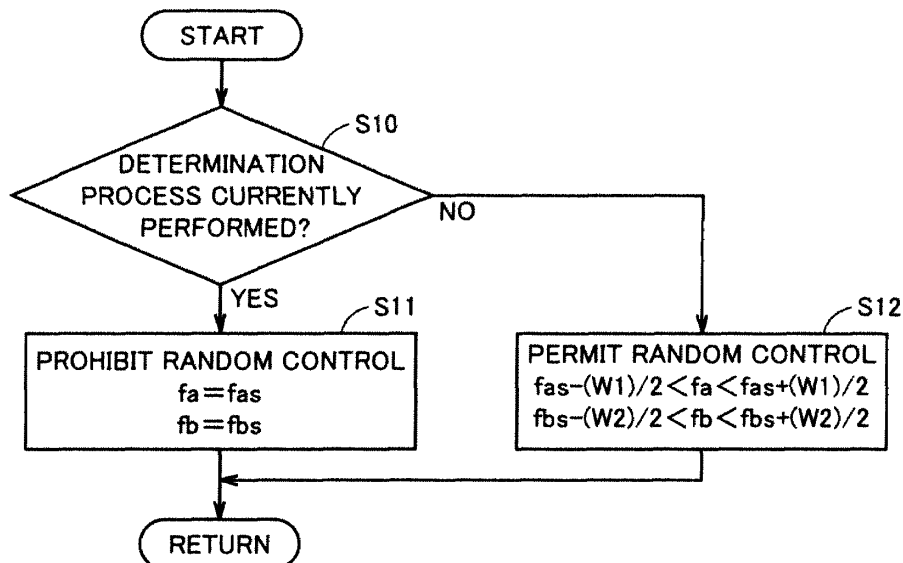 START
S10
DETERMINATION
PROCESS CURRENTLY
PERFORMED?
NO
YES
S11
PROHIBIT RANDOM CONTROL
fa=fas
fb=fbs
S12
PERMIT RANDOM CONTROL
fas-(W1)/2<fa<fas+(W1)/2
fbs-(W2)/2<fb<fbs+(W2)/2
RETURN